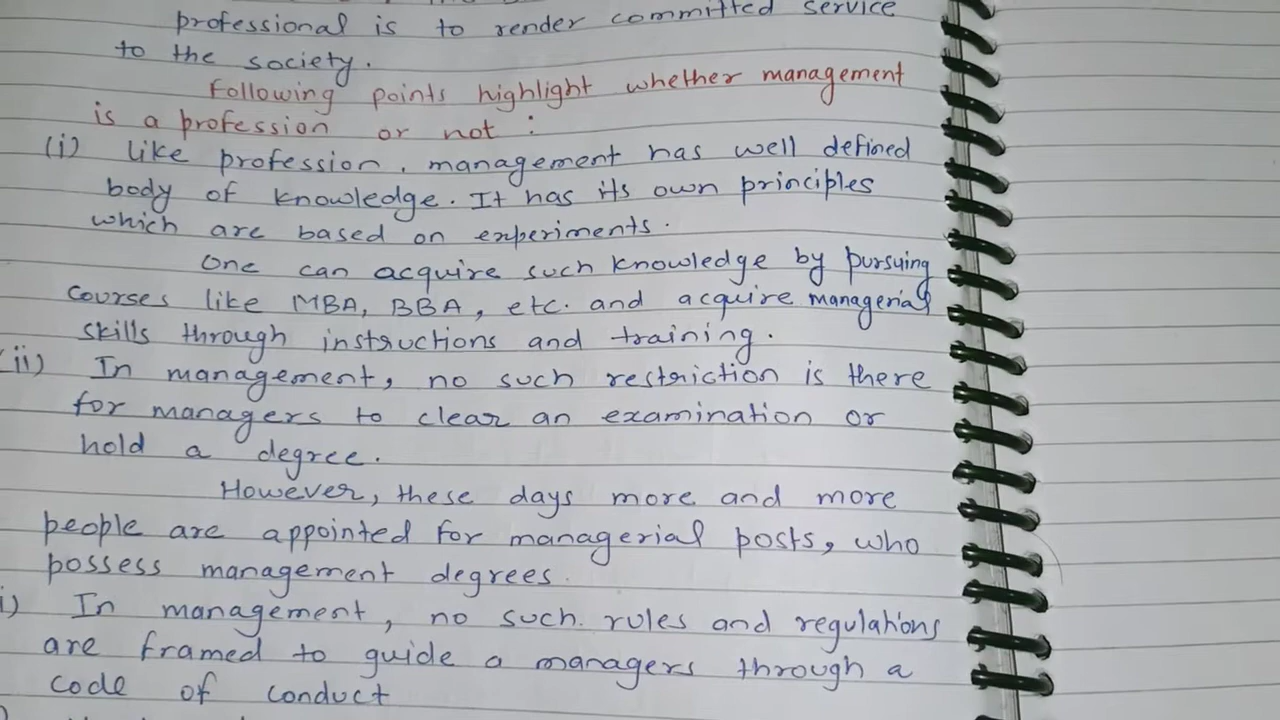 professional is to render committed service
to the society.
Following points highlight whether management
is a profession or not :
(i) Like profession, management has well defined
body of knowledge. It has its own principles
which are based on experiments.
One can acquire such knowledge by pursuing
courses like MBA, BBA, etc. and acquire managerial
skills through instructions and training.
(ii) In management, no such restriction is there
for managers to clear an examination or
hold a degree.
However, these days more and more
people are appointed for managerial posts, who
possess management degrees.
i) In management, no such rules and regulations
are framed to guide a managers through a
code of conduct